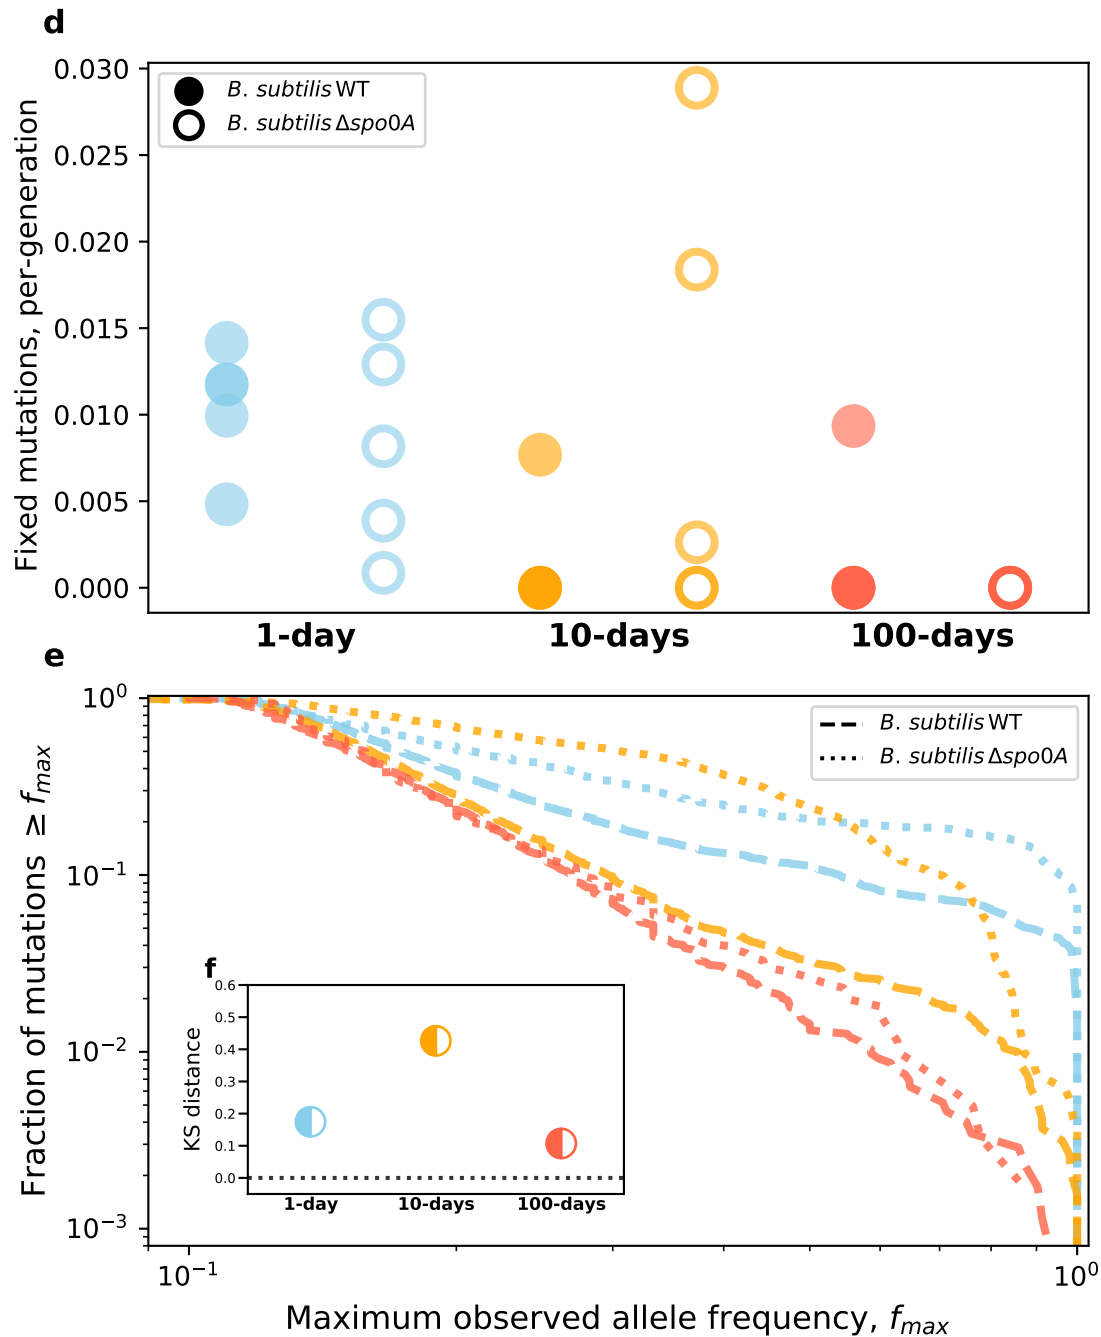 d
Fixed mutations, per-generation
0.030
0.025
0.020
0.015
0.010
0.005
0.000
B. subtilis WT
B. subtilis Δspo0A
1-day
10-days
100-days
e
Fraction of mutations ≥ f_max
10⁰
10⁻¹
10⁻²
10⁻³
B. subtilis WT
B. subtilis Δspo0A
f
KS distance
0.6
0.5
0.4
0.3
0.2
0.1
0.0
1-day
10-days
100-days
10⁻¹
10⁰
Maximum observed allele frequency, f_max